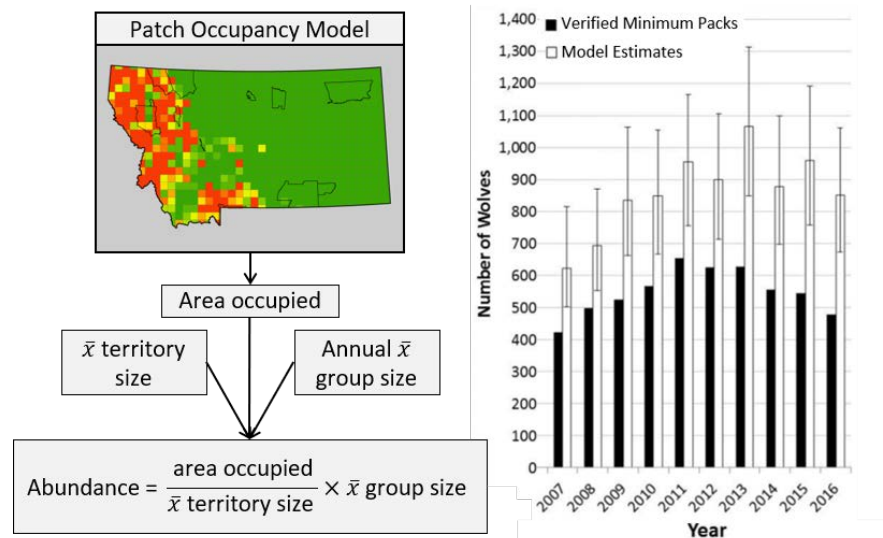 Patch Occupancy Model
Area occupied
x̄ territory
size
Annual x̄
group size
Abundance = area occupied / x̄ territory size × x̄ group size
Verified Minimum Packs
Model Estimates
Number of Wolves
1,400
1,300
1,200
1,100
1,000
900
800
700
600
500
400
300
200
100
0
2007
2008
2009
2010
2011
2012
2013
2014
2015
2016
Year